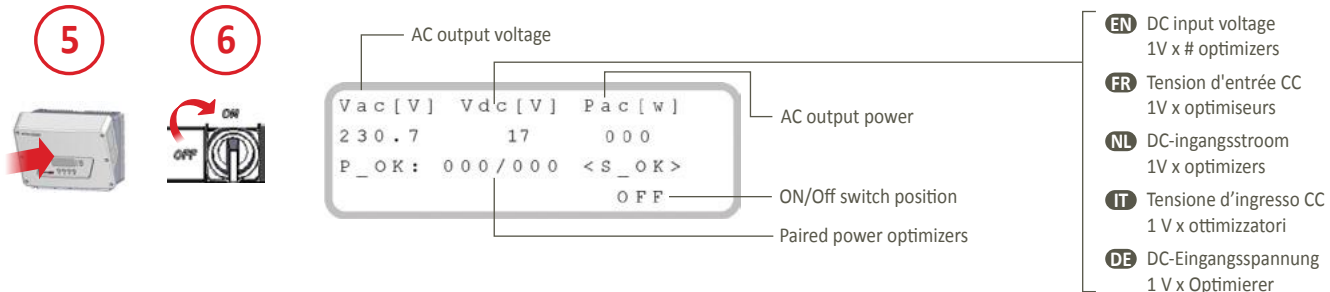 5
6
ON
OFF
AC output voltage
Vac[V] Vdc[V] Pac[w]
230.7 17 000
P_OK: 000/000 <S_OK>
OFF
AC output power
ON/Off switch position
Paired power optimizers
EN DC input voltage
1V x # optimizers
FR Tension d'entrée CC
1V x optimiseurs
NL DC-ingangsstroom
1V x optimizers
IT Tensione d’ingresso CC
1 V x ottimizzatori
DE DC-Eingangsspannung
1 V x Optimierer